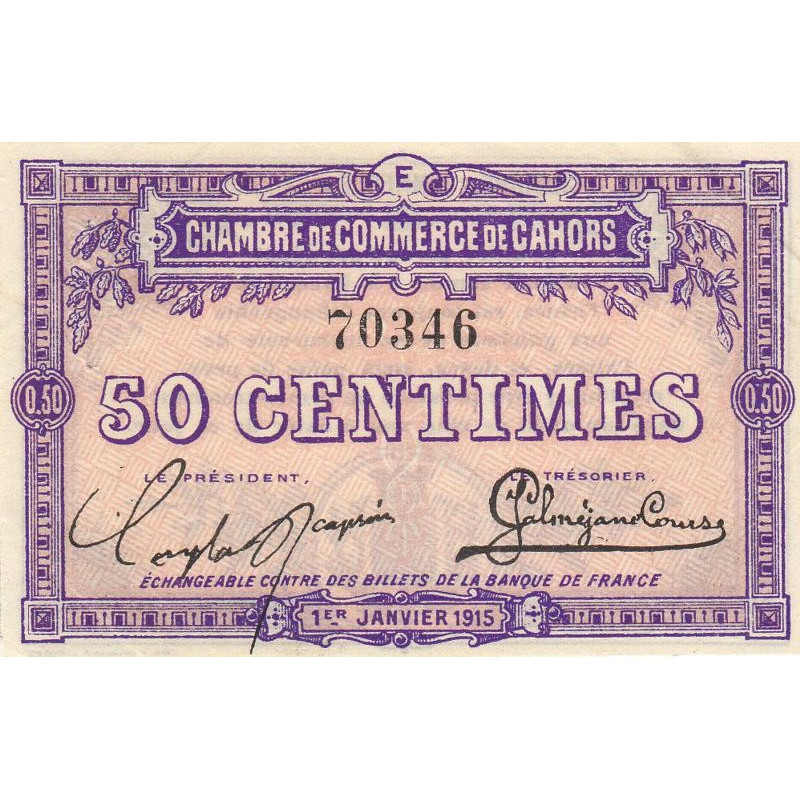 E
CHAMBRE DE COMMERCE DE CAHORS
70346
0.50 50 CENTIMES 0.50
LE PRÉSIDENT, LE TRÉSORIER.
ÉCHANGEABLE CONTRE DES BILLETS DE LA BANQUE DE FRANCE
1ER JANVIER 1915